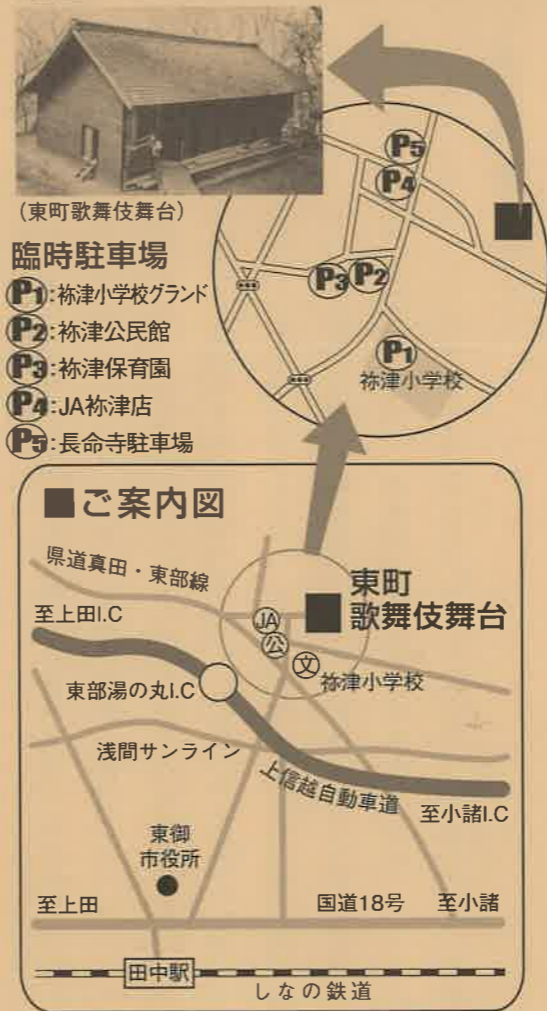 (東町歌舞伎舞台)
臨時駐車場
P1:祢津小学校グランド
P2:祢津公民館
P3:祢津保育園
P4:JA祢津店
P5:長命寺駐車場
P5
P4
P3 P2
P1
祢津小学校
■ご案内図
県道真田・東部線
至上田I.C
東町
歌舞伎舞台
JA
公
文
祢津小学校
東部湯の丸I.C
浅間サンライン
上信越自動車道
至小諸I.C
東御
市役所
至上田
国道18号
至小諸
田中駅
しなの鉄道